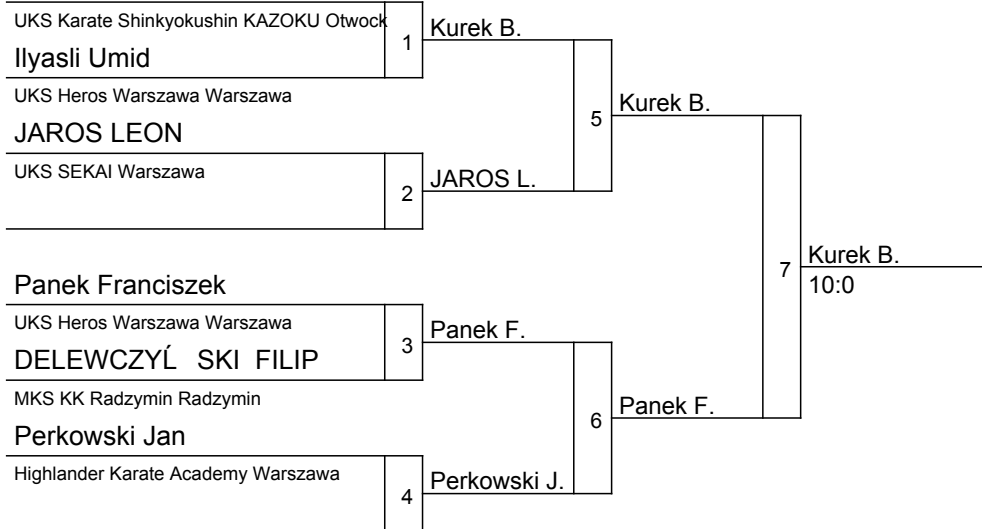 UKS Karate Shinkyokushin KAZOKU Otwock
1
Kurek B.
Ilyasli Umid
UKS Heros Warszawa Warszawa
5
Kurek B.
JAROS LEON
UKS SEKAI Warszawa
2
JAROS L.
7
Kurek B.
10:0
Panek Franciszek
UKS Heros Warszawa Warszawa
3
Panek F.
DELEWCZYĹ SKI FILIP
MKS KK Radzymin Radzymin
6
Panek F.
Perkowski Jan
Highlander Karate Academy Warszawa
4
Perkowski J.